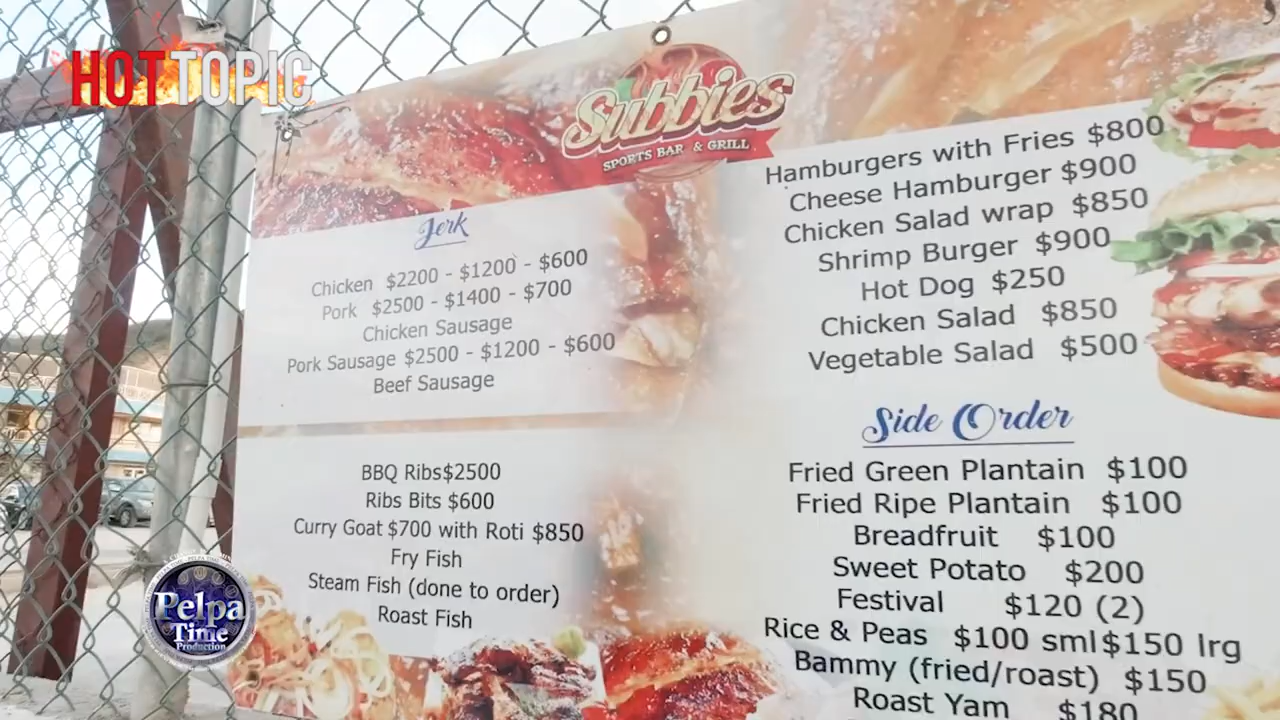 HOT TOPIC
Subbies
SPORTS BAR & GRILL
Jerk
Chicken $2200 - $1200 - $600
Pork $2500 - $1400 - $700
Chicken Sausage
Pork Sausage $2500 - $1200 - $600
Beef Sausage
BBQ Ribs$2500
Ribs Bits $600
Curry Goat $700 with Roti $850
Fry Fish
Steam Fish (done to order)
Roast Fish
Hamburgers with Fries $800
Cheese Hamburger $900
Chicken Salad wrap $850
Shrimp Burger $900
Hot Dog $250
Chicken Salad $850
Vegetable Salad $500
Side Order
Fried Green Plantain $100
Fried Ripe Plantain $100
Breadfruit $100
Sweet Potato $200
Festival $120 (2)
Rice & Peas $100 sml $150 lrg
Bammy (fried/roast) $150
Roast Yam $180
Pelpa
Time
Production